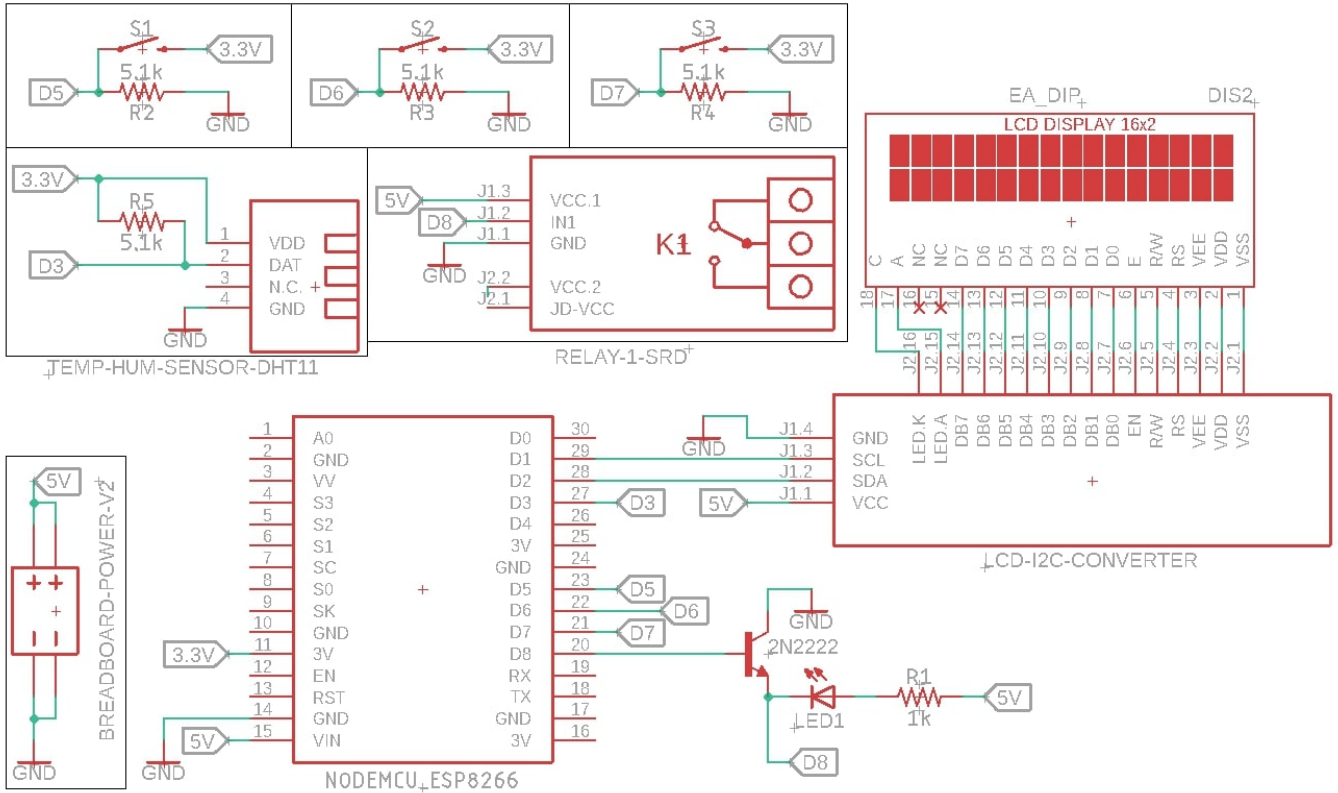 S1
3.3V
5.1k
D5
R2
GND
S2
3.3V
5.1k
D6
R3
GND
S3
3.3V
5.1k
D7
R4
GND
3.3V
R5
5.1k
D3
1 VDD
2 DAT
3 N.C.
4 GND
GND
TEMP-HUM-SENSOR-DHT11
5V
J1.3 VCC.1
D8
J1.2 IN1
J1.1 GND
GND
K1
J2.2 VCC.2
J2.1 JD-VCC
RELAY-1-SRD
EA_DIP
DIS2
LCD DISPLAY 16x2
C A NC NC D7 D6 D5 D4 D3 D2 D1 D0 E R/W RS VEE VDD VSS
18 17 16 15 14 13 12 11 10 9 8 7 6 5 4 3 2 1
J2.16 J2.15 J2.14 J2.13 J2.12 J2.11 J2.10 J2.9 J2.8 J2.7 J2.6 J2.5 J2.4 J2.3 J2.2 J2.1
LED.K LED.A DB7 DB6 DB5 DB4 DB3 DB2 DB1 DB0 EN R/W RS VEE VDD VSS
GND
J1.4 GND
J1.3 SCL
J1.2 SDA
5V
J1.1 VCC
LCD-I2C-CONVERTER
5V
BREADBOARD-POWER-V2
GND
1 A0 D0 30
2 GND D1 29
3 VV D2 28
4 S3 D3 27 D3
5 S2 D4 26
6 S1 3V 25
7 SC GND 24
8 S0 D5 23 D5
9 SK D6 22 D6
10 GND D7 21 D7
3.3V 11 3V D8 20
12 EN RX 19
13 RST TX 18
14 GND GND 17
5V 15 VIN 3V 16
GND
NODEMCU_ESP8266
GND
2N2222
LED1
R1
1k
5V
D8